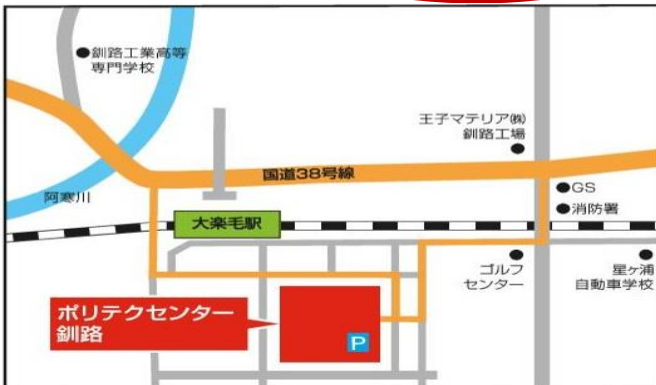 釧路工業高等
専門学校
王子マテリア㈱
釧路工場
国道38号線
阿寒川
GS
消防署
大楽毛駅
ゴルフ
センター
星ヶ浦
自動車学校
ポリテクセンター
釧路
P